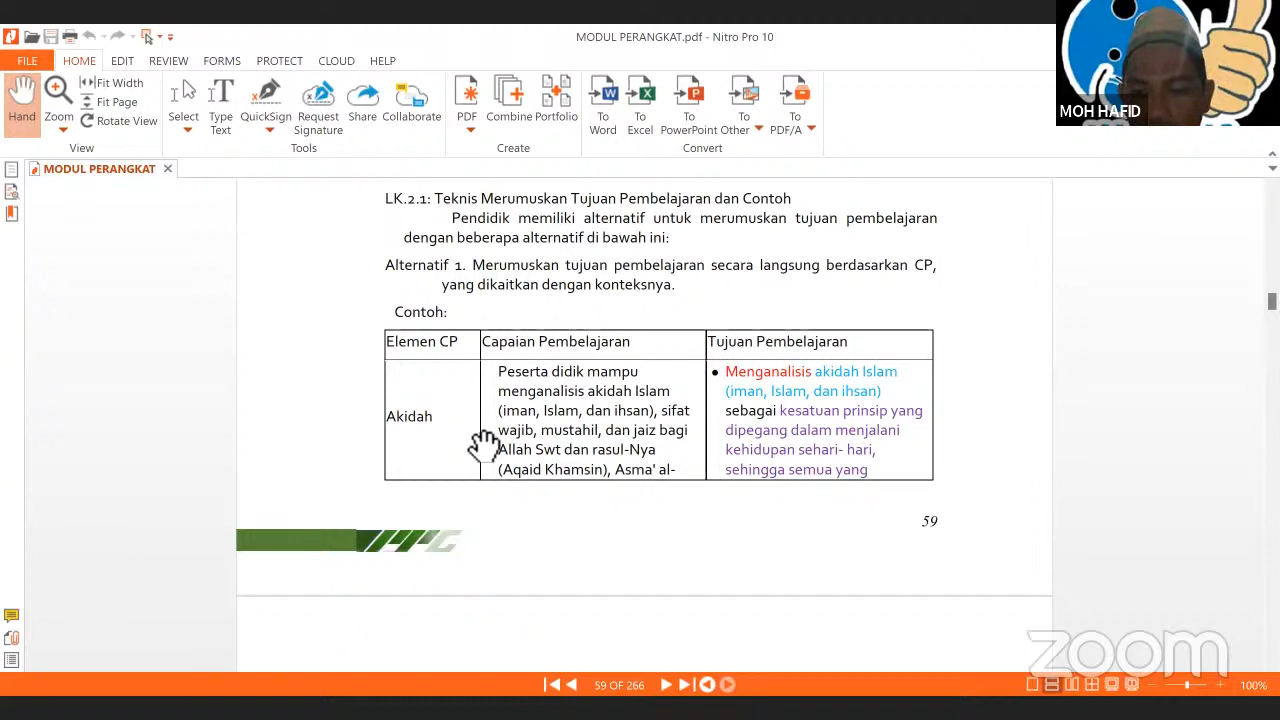 MODUL PERANGKAT.pdf - Nitro Pro 10
FILE HOME EDIT REVIEW FORMS PROTECT CLOUD HELP
Hand
Zoom
Fit Width
Fit Page
Rotate View
View
Select
Type Text
QuickSign
Request Signature
Share
Collaborate
Tools
PDF
Combine
Portfolio
Create
To Word
To Excel
To PowerPoint
To Other
To PDF/A
Convert
MOH HAFID
MODUL PERANGKAT
LK.2.1: Teknis Merumuskan Tujuan Pembelajaran dan Contoh
Pendidik memiliki alternatif untuk merumuskan tujuan pembelajaran
dengan beberapa alternatif di bawah ini:
Alternatif 1. Merumuskan tujuan pembelajaran secara langsung berdasarkan CP,
yang dikaitkan dengan konteksnya.
Contoh:
Elemen CP
Capaian Pembelajaran
Tujuan Pembelajaran
Akidah
Peserta didik mampu
menganalisis akidah Islam
(iman, Islam, dan ihsan), sifat
wajib, mustahil, dan jaiz bagi
Allah Swt dan rasul-Nya
(Aqaid Khamsin), Asma' al-
• Menganalisis akidah Islam
(iman, Islam, dan ihsan)
sebagai kesatuan prinsip yang
dipegang dalam menjalani
kehidupan sehari- hari,
sehingga semua yang
59
zoom
59 OF 266
100%